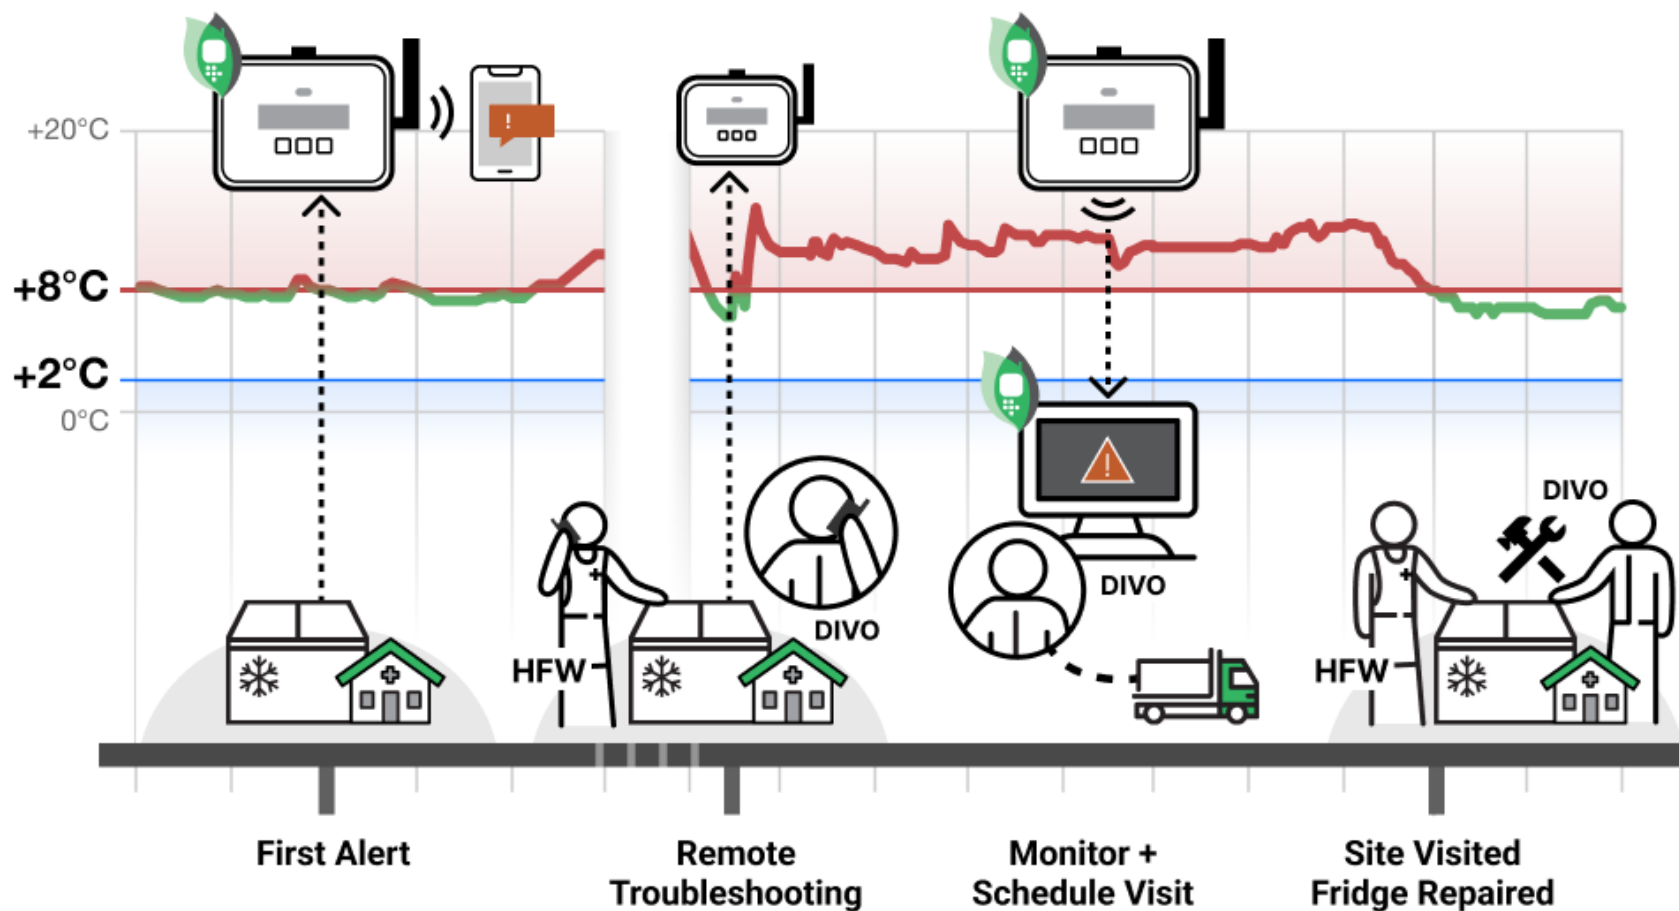 +20°C
+8°C
+2°C
0°C
!
!
DIVO
DIVO
DIVO
HFW
HFW
First Alert
Remote
Troubleshooting
Monitor +
Schedule Visit
Site Visited
Fridge Repaired